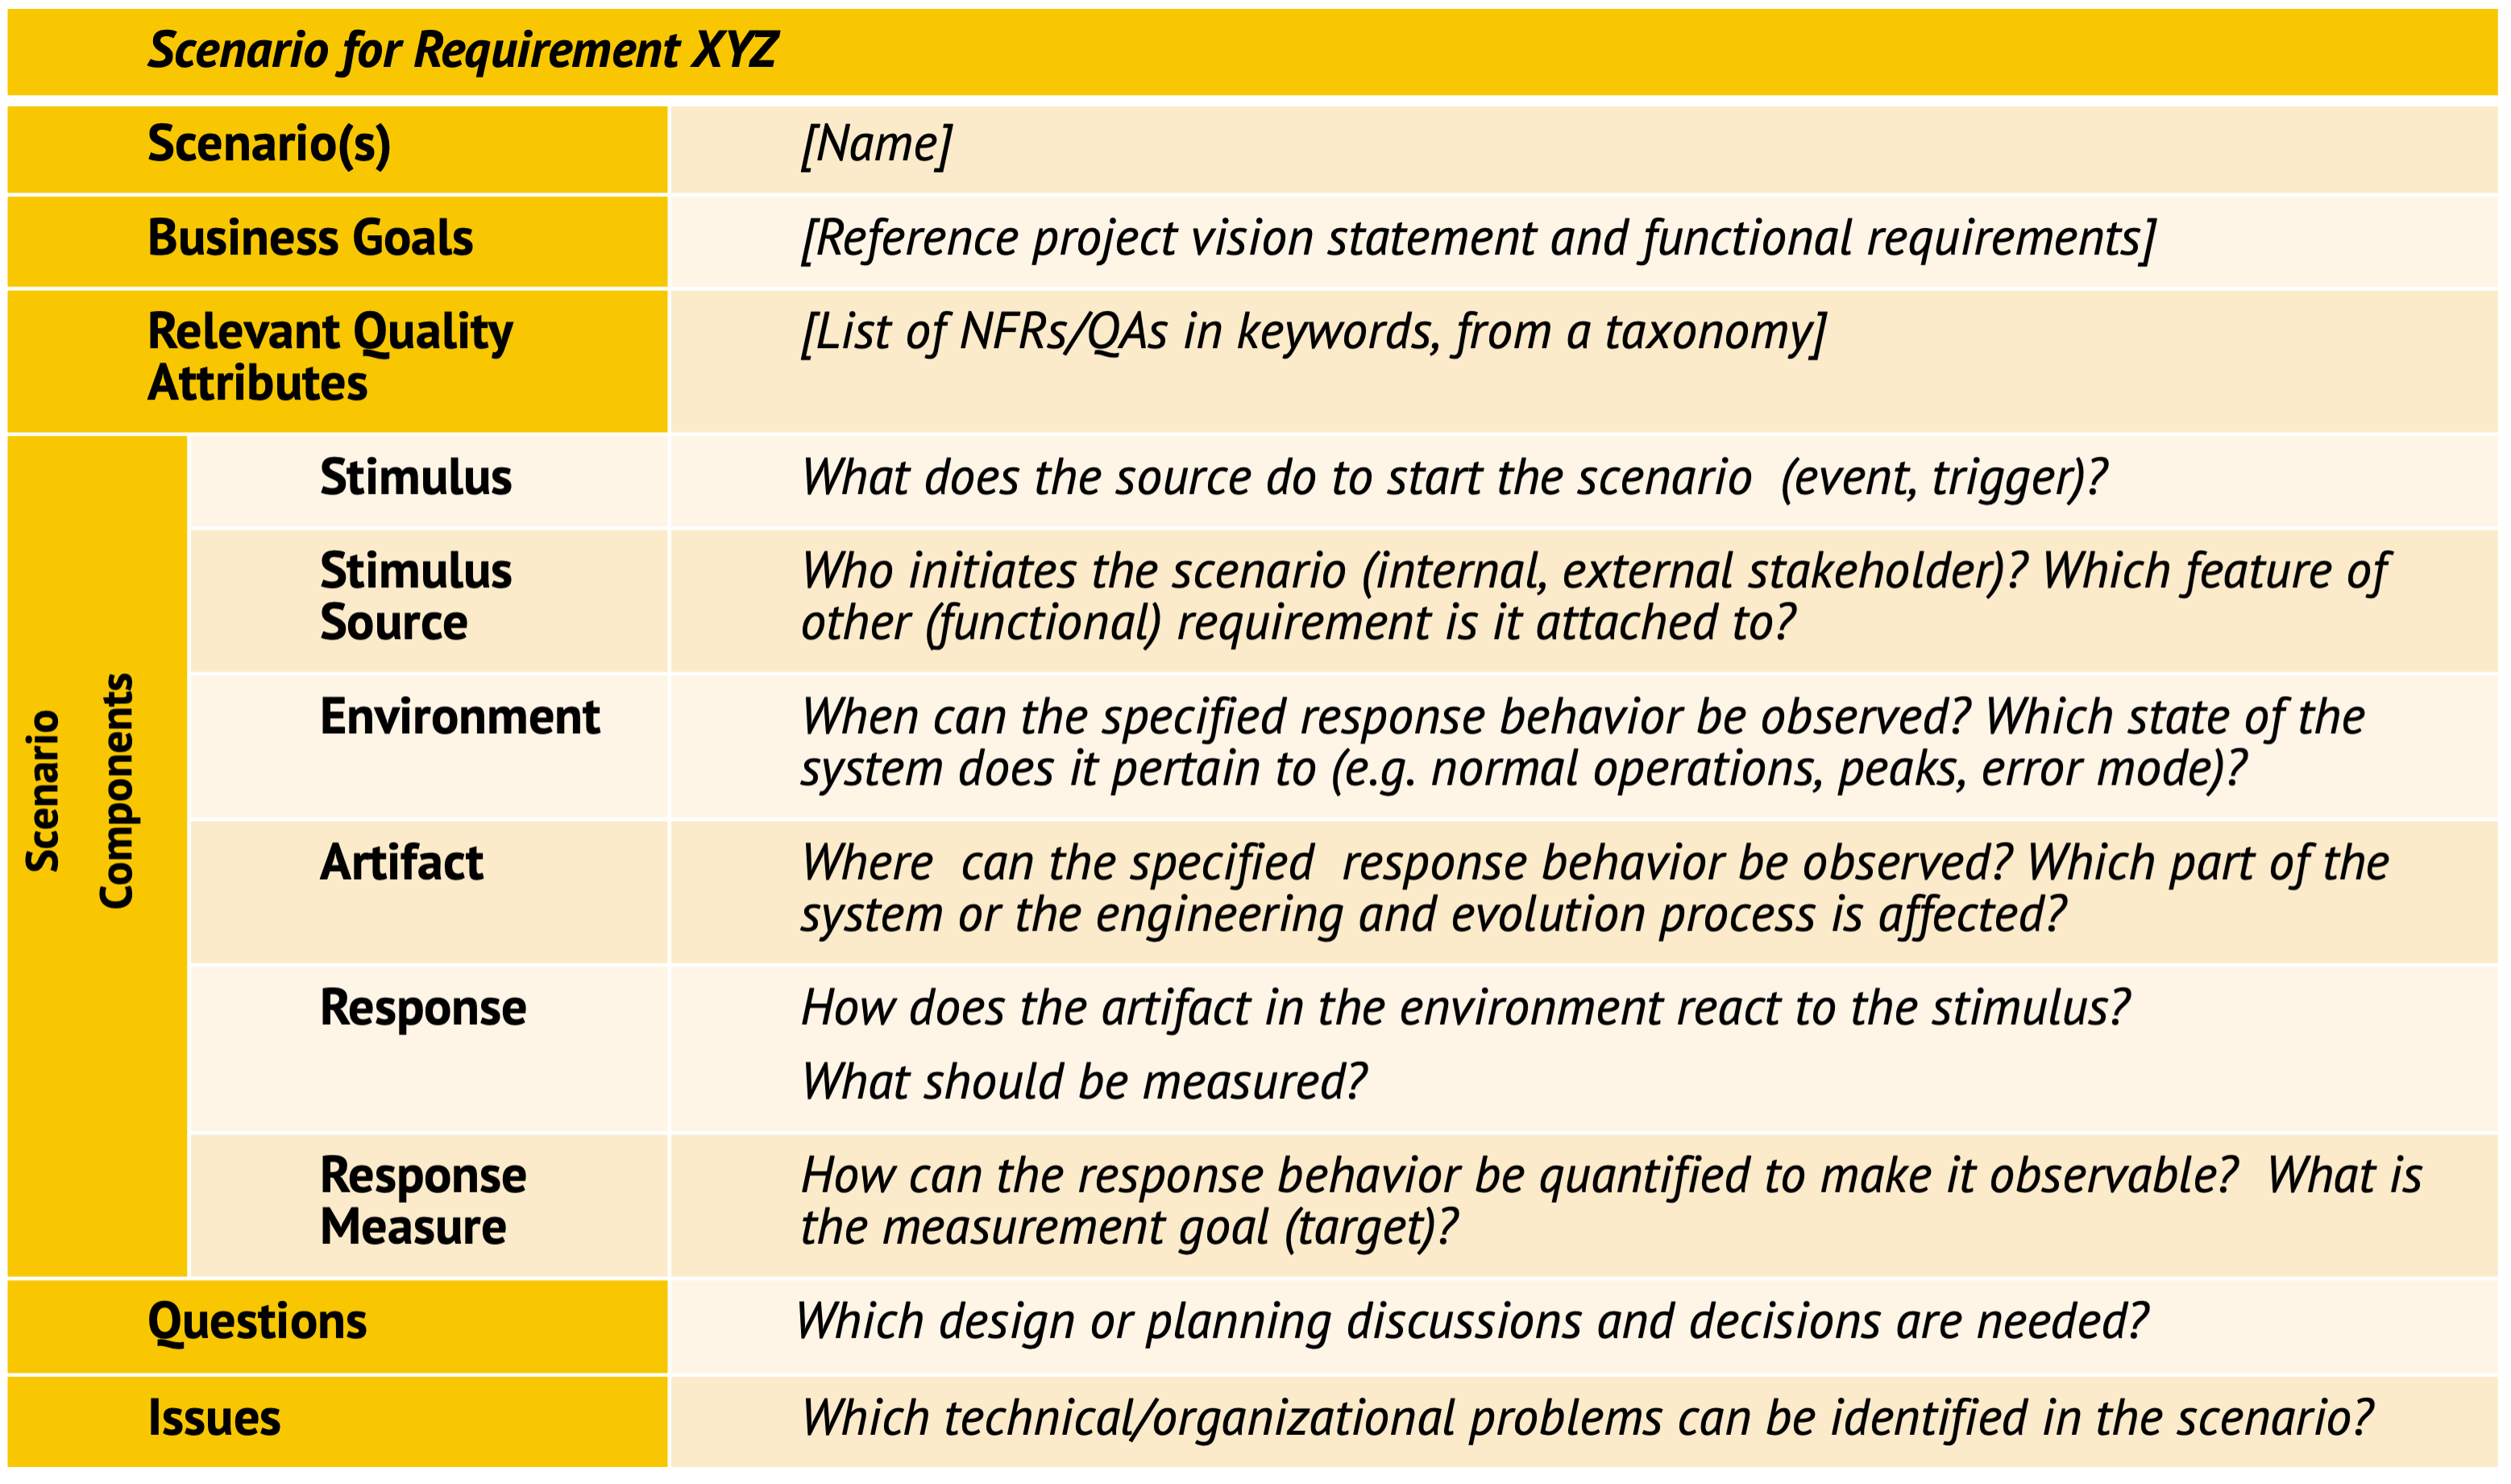 Scenario for Requirement XYZ
Scenario(s)
[Name]
Business Goals
[Reference project vision statement and functional requirements]
Relevant Quality
Attributes
[List of NFRs/QAs in keywords, from a taxonomy]
Scenario
Components
Stimulus
What does the source do to start the scenario  (event, trigger)?
Stimulus
Source
Who initiates the scenario (internal, external stakeholder)? Which feature of
other (functional) requirement is it attached to?
Environment
When can the specified response behavior be observed? Which state of the
system does it pertain to (e.g. normal operations, peaks, error mode)?
Artifact
Where  can the specified  response behavior be observed? Which part of the
system or the engineering and evolution process is affected?
Response
How does the artifact in the environment react to the stimulus?
What should be measured?
Response
Measure
How can the response behavior be quantified to make it observable?  What is
the measurement goal (target)?
Questions
Which design or planning discussions and decisions are needed?
Issues
Which technical/organizational problems can be identified in the scenario?